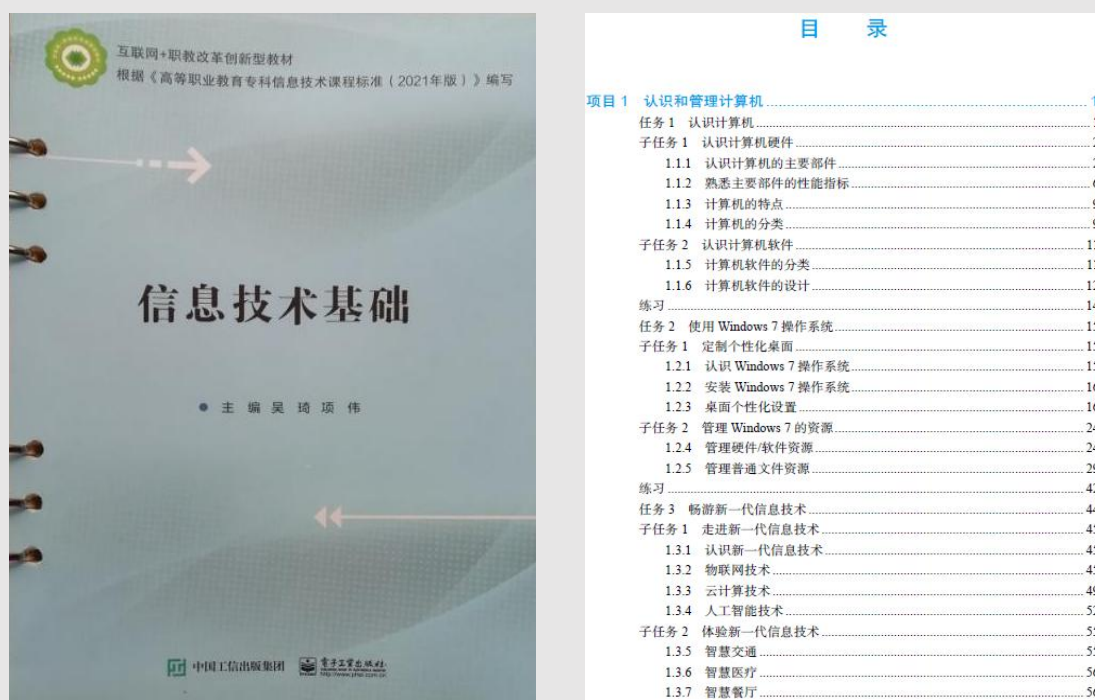 互联网+职教改革创新型教材
根据《高等职业教育专科信息技术课程标准（2021年版）》编写
信息技术基础
主 编 吴 琦 项 伟
中国工信出版集团
电子工业出版社
http://www.phei.com.cn
目 录
项目 1 认识和管理计算机
任务 1 认识计算机
子任务 1 认识计算机硬件
1.1.1 认识计算机的主要部件
1.1.2 熟悉主要部件的性能指标
1.1.3 计算机的特点
1.1.4 计算机的分类
子任务 2 认识计算机软件
1.1.5 计算机软件的分类
1.1.6 计算机软件的设计
练习
任务 2 使用 Windows 7 操作系统
子任务 1 定制个性化桌面
1.2.1 认识 Windows 7 操作系统
1.2.2 安装 Windows 7 操作系统
1.2.3 桌面个性化设置
子任务 2 管理 Windows 7 的资源
1.2.4 管理硬件/软件资源
1.2.5 管理普通文件资源
练习
任务 3 畅游新一代信息技术
子任务 1 走进新一代信息技术
1.3.1 认识新一代信息技术
1.3.2 物联网技术
1.3.3 云计算技术
1.3.4 人工智能技术
子任务 2 体验新一代信息技术
1.3.5 智慧交通
1.3.6 智慧医疗
1.3.7 智慧餐厅